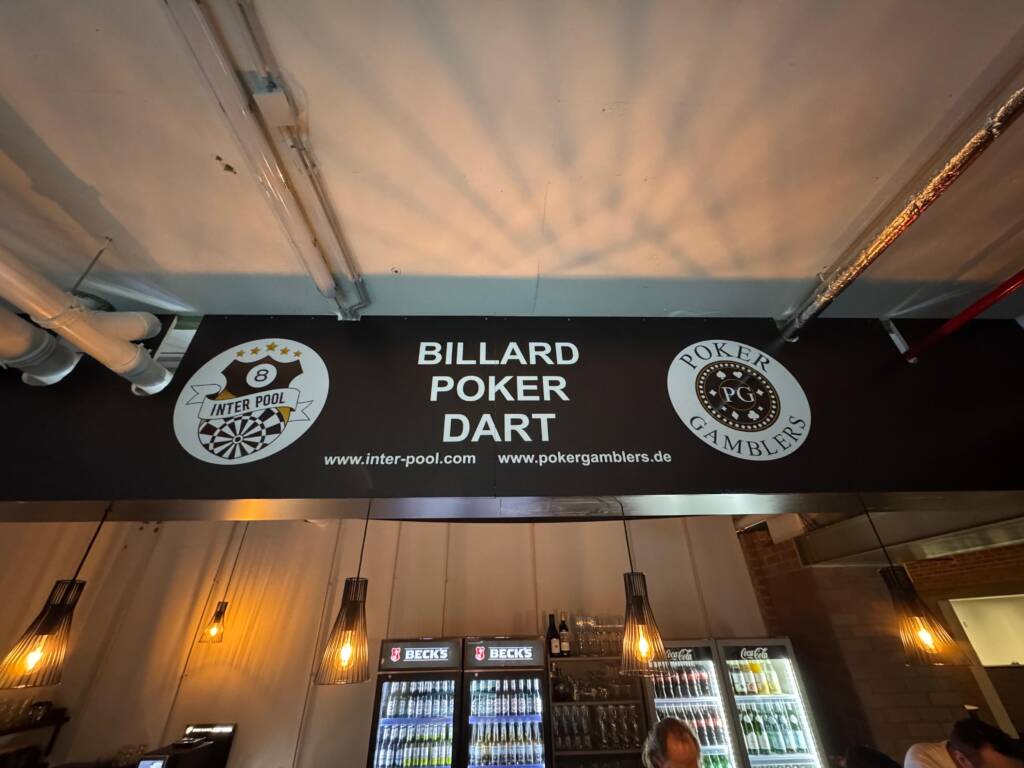 8
INTER POOL
BILLARD
POKER
DART
www.inter-pool.com www.pokergamblers.de
POKER
PG
GAMBLERS
BECK'S
BECK'S
Coca-Cola
Coca-Cola